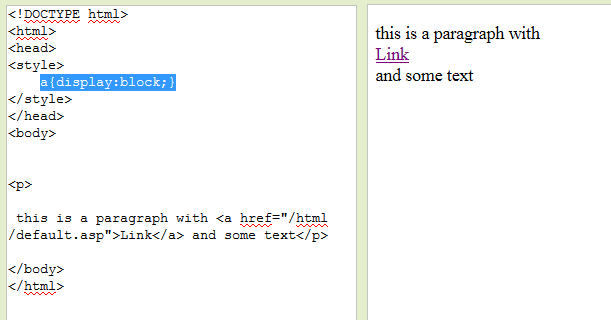 <!DOCTYPE html>
<html>
<head>
<style>
a{display:block;}
</style>
</head>
<body>
<p>
this is a paragraph with <a href="/html
/default.asp">Link</a> and some text</p>
</body>
</html>
this is a paragraph with
Link
and some text